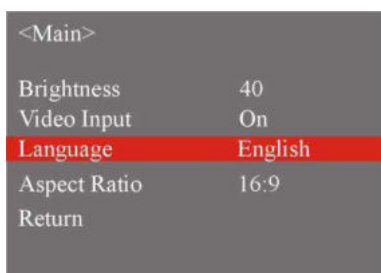 <Main>
Brightness 40
Video Input On
Language English
Aspect Ratio 16:9
Return